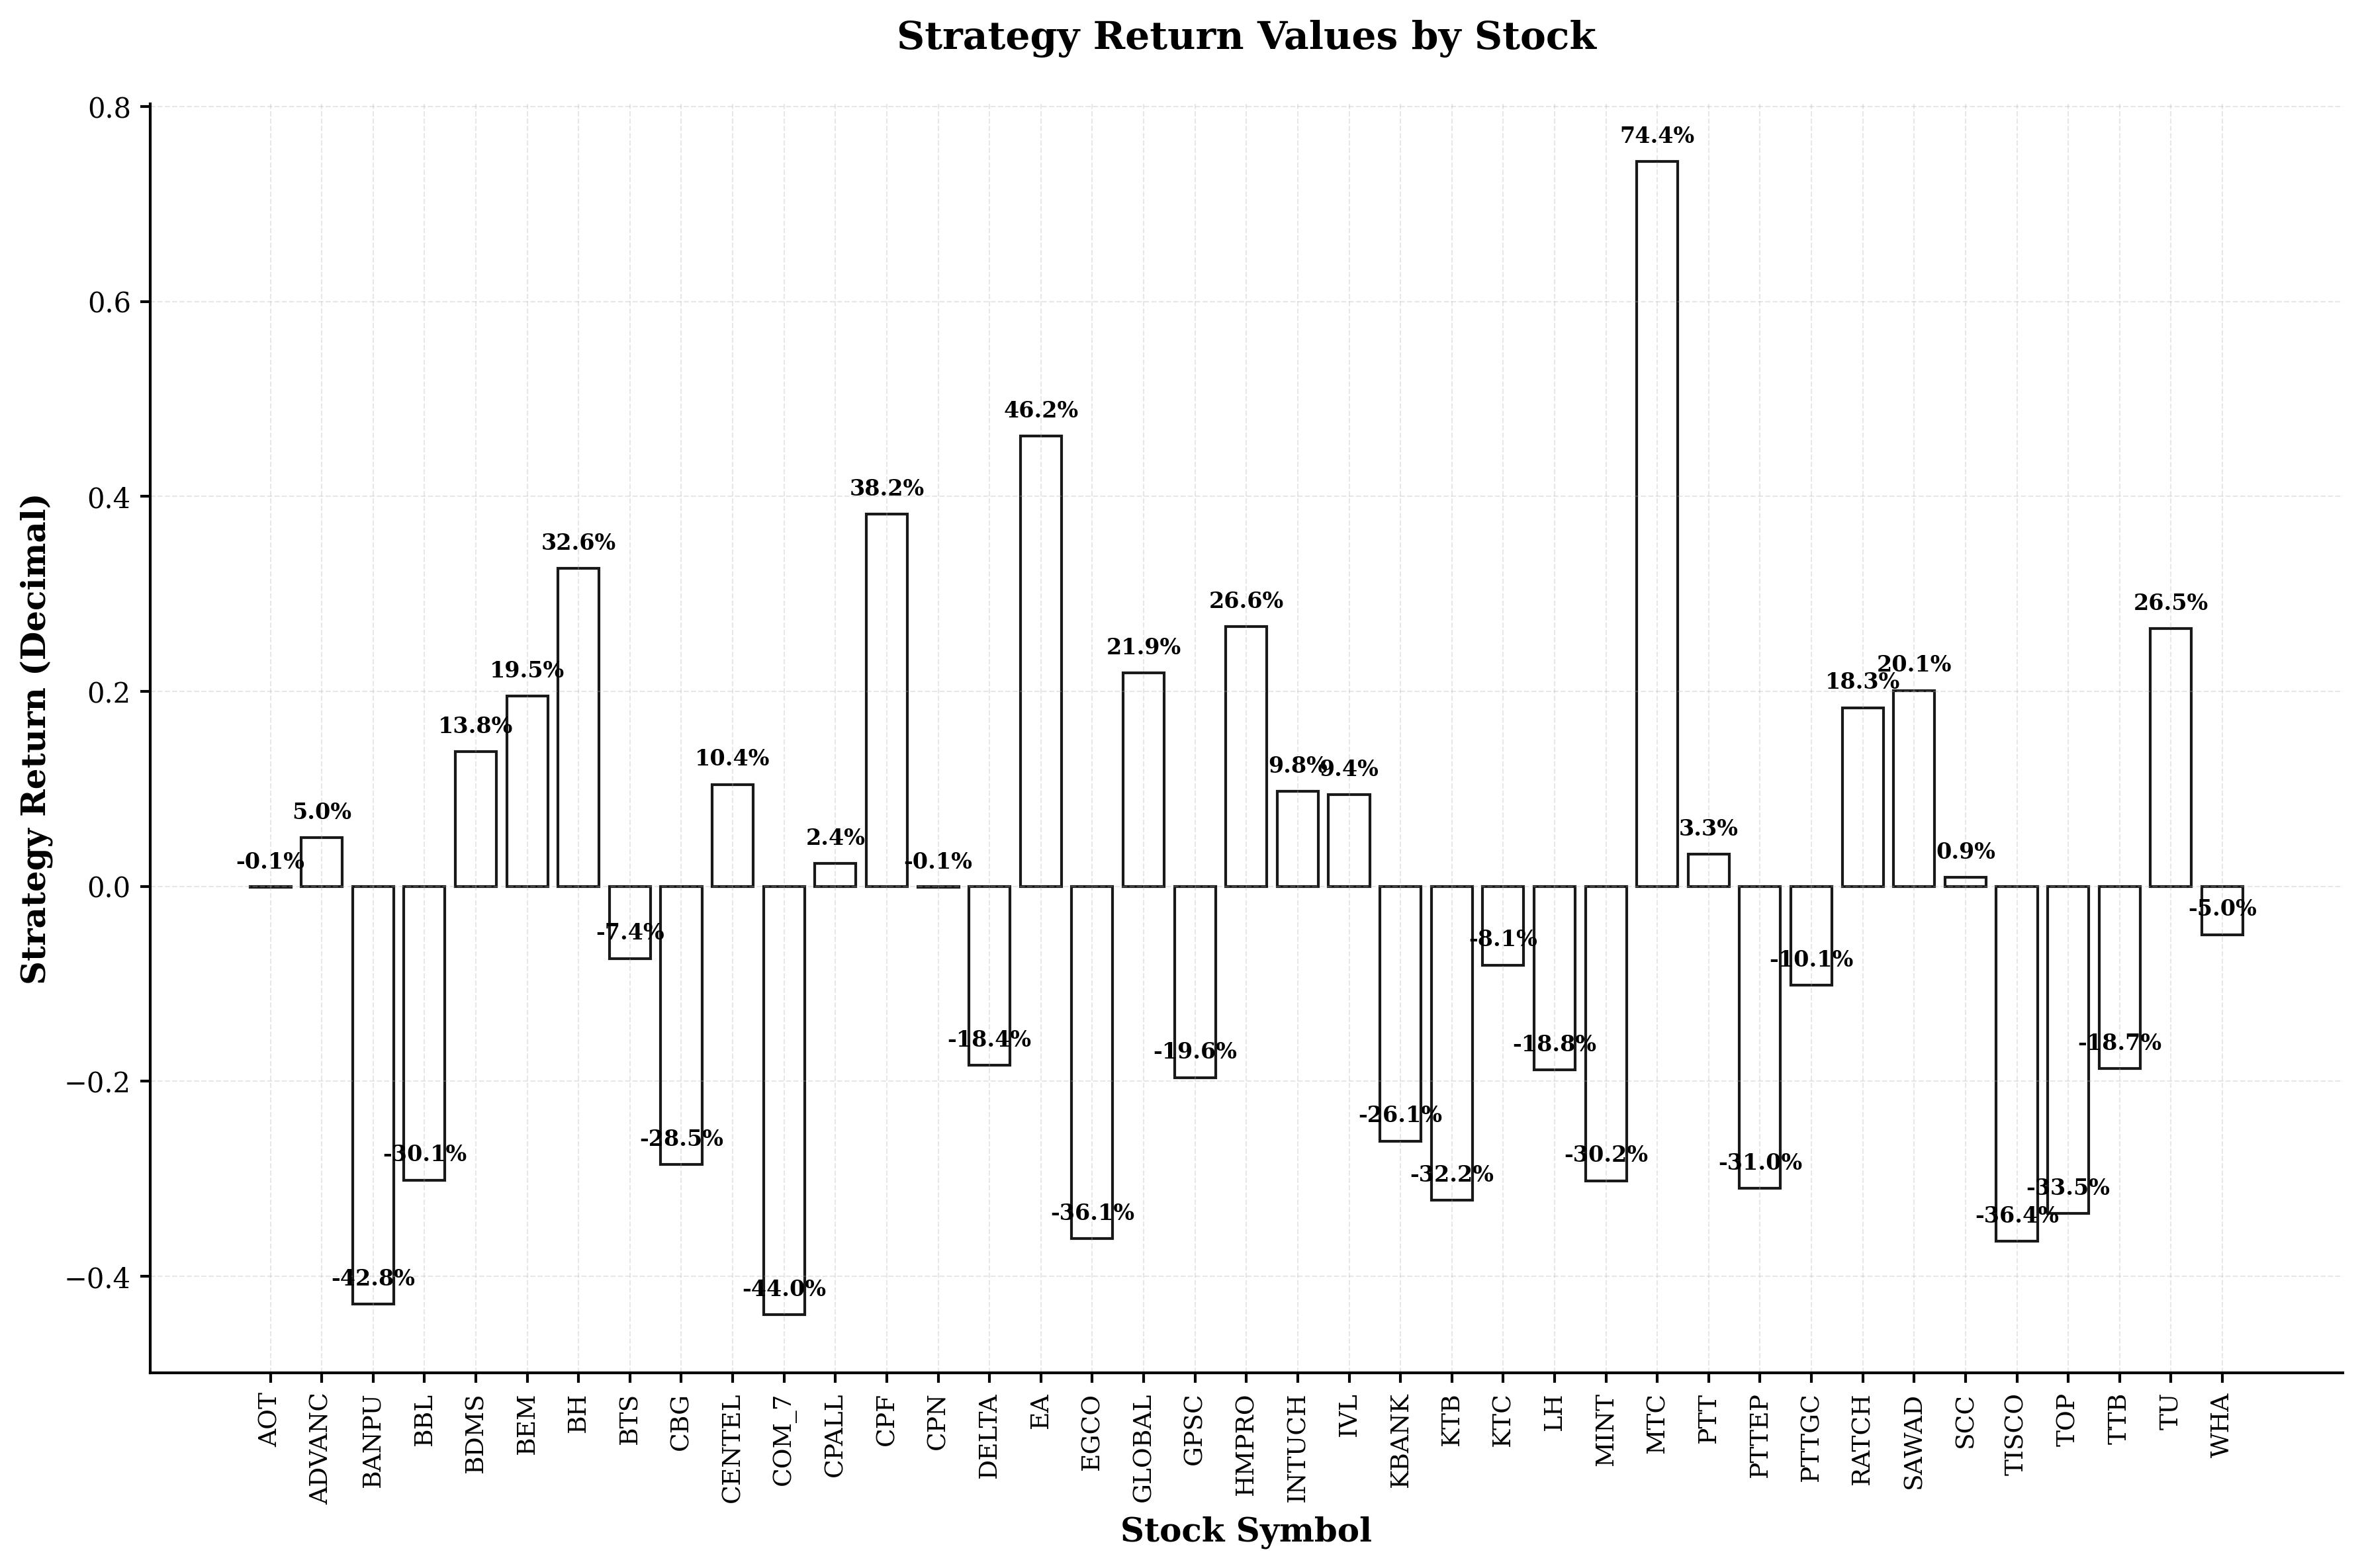 Strategy Return Values by Stock
Strategy Return (Decimal)
0.8
0.6
0.4
0.2
0.0
−0.2
−0.4
-0.1%
5.0%
-42.8%
-30.1%
13.8%
19.5%
32.6%
-7.4%
-28.5%
10.4%
-44.0%
2.4%
38.2%
-0.1%
-18.4%
46.2%
-36.1%
21.9%
-19.6%
26.6%
9.8%
9.4%
-26.1%
-32.2%
-8.1%
-18.8%
-30.2%
74.4%
3.3%
-31.0%
-10.1%
18.3%
20.1%
0.9%
-36.4%
-33.5%
-18.7%
26.5%
-5.0%
AOT
ADVANC
BANPU
BBL
BDMS
BEM
BH
BTS
CBG
CENTEL
COM_7
CPALL
CPF
CPN
DELTA
EA
EGCO
GLOBAL
GPSC
HMPRO
INTUCH
IVL
KBANK
KTB
KTC
LH
MINT
MTC
PTT
PTTEP
PTTGC
RATCH
SAWAD
SCC
TISCO
TOP
TTB
TU
WHA
Stock Symbol